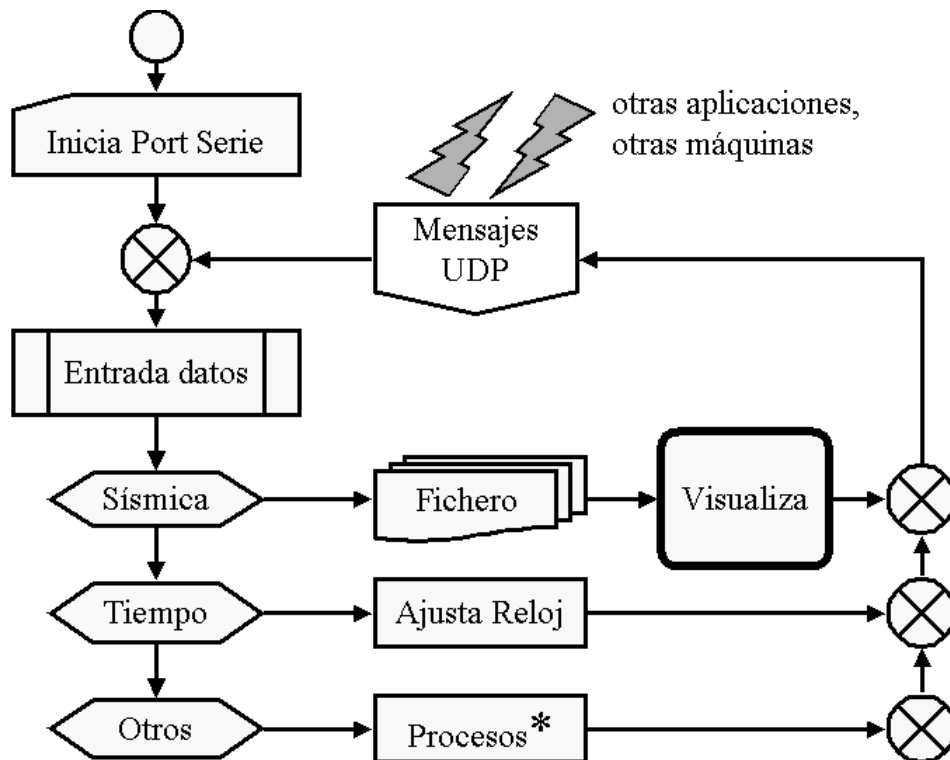 Inicia Port Serie
otras aplicaciones,
otras máquinas
Mensajes
UDP
Entrada datos
Sísmica
Fichero
Visualiza
Tiempo
Ajusta Reloj
Otros
Procesos*